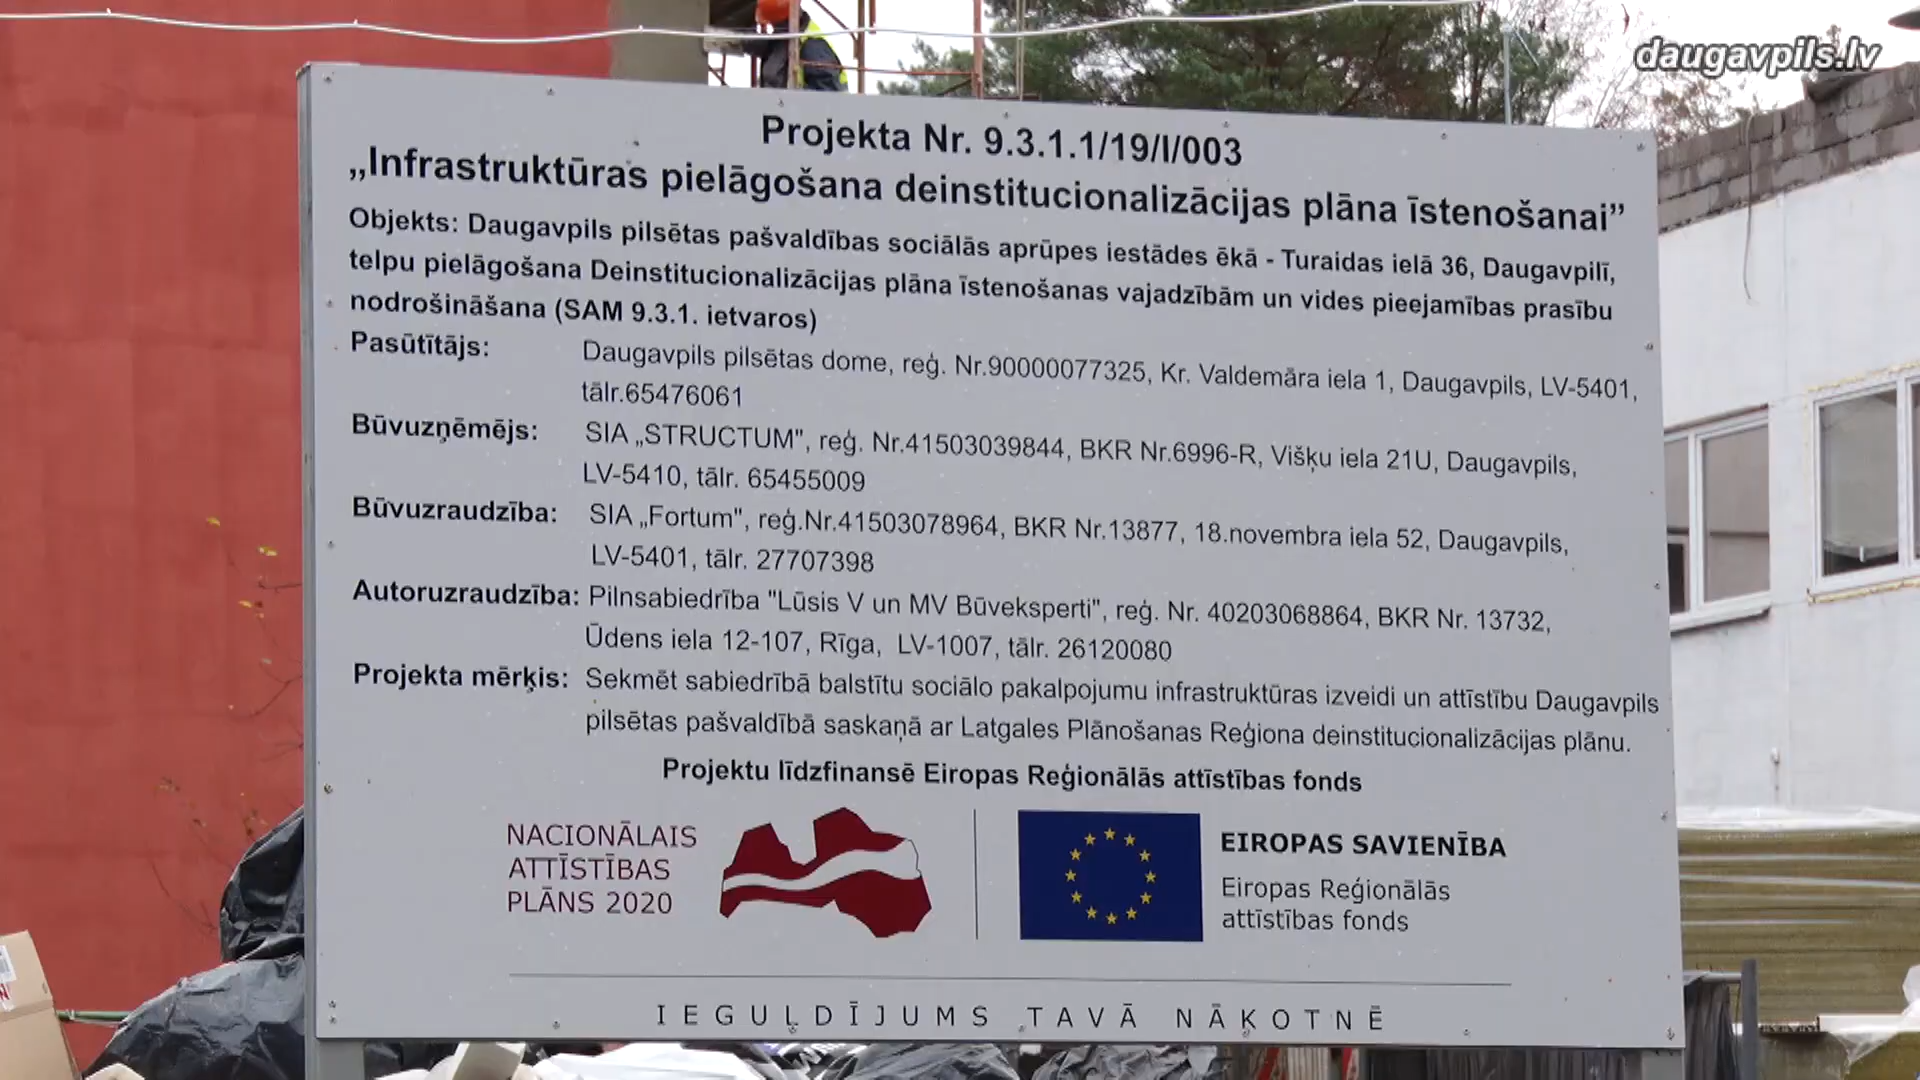 daugavpils.lv
Projekta Nr. 9.3.1.1/19/I/003
„Infrastruktūras pielāgošana deinstitucionalizācijas plāna īstenošanai”
Objekts: Daugavpils pilsētas pašvaldības sociālās aprūpes iestādes ēkā - Turaidas ielā 36, Daugavpilī,
telpu pielāgošana Deinstitucionalizācijas plāna īstenošanas vajadzībām un vides pieejamības prasību
nodrošināšana (SAM 9.3.1. ietvaros)
Pasūtītājs: Daugavpils pilsētas dome, reģ. Nr.90000077325, Kr. Valdemāra iela 1, Daugavpils, LV-5401,
tālr.65476061
Būvuzņēmējs: SIA „STRUCTUM", reģ. Nr.41503039844, BKR Nr.6996-R, Višķu iela 21U, Daugavpils,
LV-5410, tālr. 65455009
Būvuzraudzība: SIA „Fortum", reģ.Nr.41503078964, BKR Nr.13877, 18.novembra iela 52, Daugavpils,
LV-5401, tālr. 27707398
Autoruzraudzība: Pilnsabiedrība "Lūsis V un MV Būveksperti", reģ. Nr. 40203068864, BKR Nr. 13732,
Ūdens iela 12-107, Rīga, LV-1007, tālr. 26120080
Projekta mērķis: Sekmēt sabiedrībā balstītu sociālo pakalpojumu infrastruktūras izveidi un attīstību Daugavpils
pilsētas pašvaldībā saskaņā ar Latgales Plānošanas Reģiona deinstitucionalizācijas plānu.
Projektu līdzfinansē Eiropas Reģionālās attīstības fonds
NACIONĀLAIS
ATTĪSTĪBAS
PLĀNS 2020
EIROPAS SAVIENĪBA
Eiropas Reģionālās
attīstības fonds
IEGULDĪJUMS TAVĀ NĀKOTNĒ